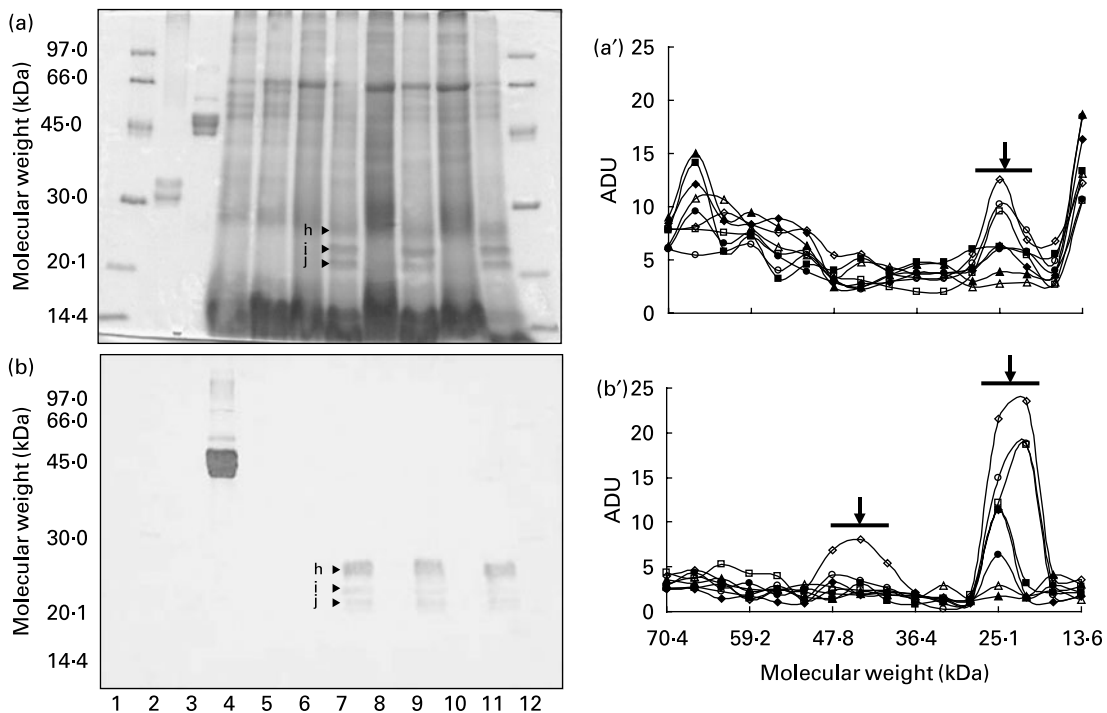 (a)
Molecular weight (kDa)
97·0
66·0
45·0
30·0
20·1
14·4
h
i
j
(a′)
ADU
25
20
15
10
5
0
(b)
Molecular weight (kDa)
97·0
66·0
45·0
30·0
20·1
14·4
h
i
j
1 2 3 4 5 6 7 8 9 10 11 12
(b′)
ADU
25
20
15
10
5
0
70·4 59·2 47·8 36·4 25·1 13·6
Molecular weight (kDa)